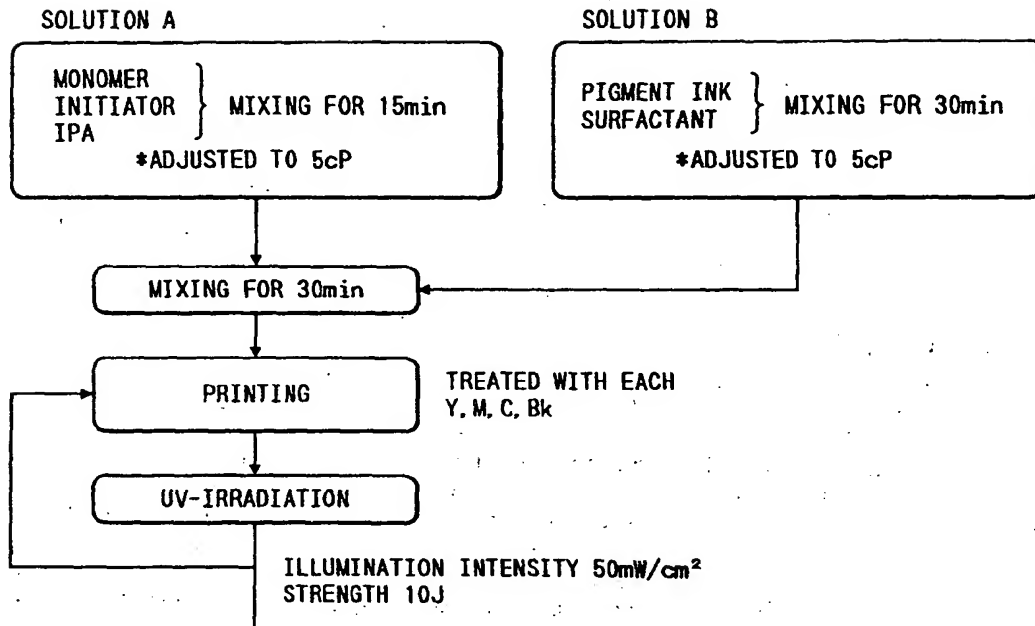 SOLUTION A
MONOMER
INITIATOR
IPA
MIXING FOR 15min
*ADJUSTED TO 5cP
SOLUTION B
PIGMENT INK
SURFACTANT
MIXING FOR 30min
*ADJUSTED TO 5cP
MIXING FOR 30min
PRINTING
TREATED WITH EACH
Y, M, C, Bk
UV-IRRADIATION
ILLUMINATION INTENSITY 50mW/cm²
STRENGTH 10J